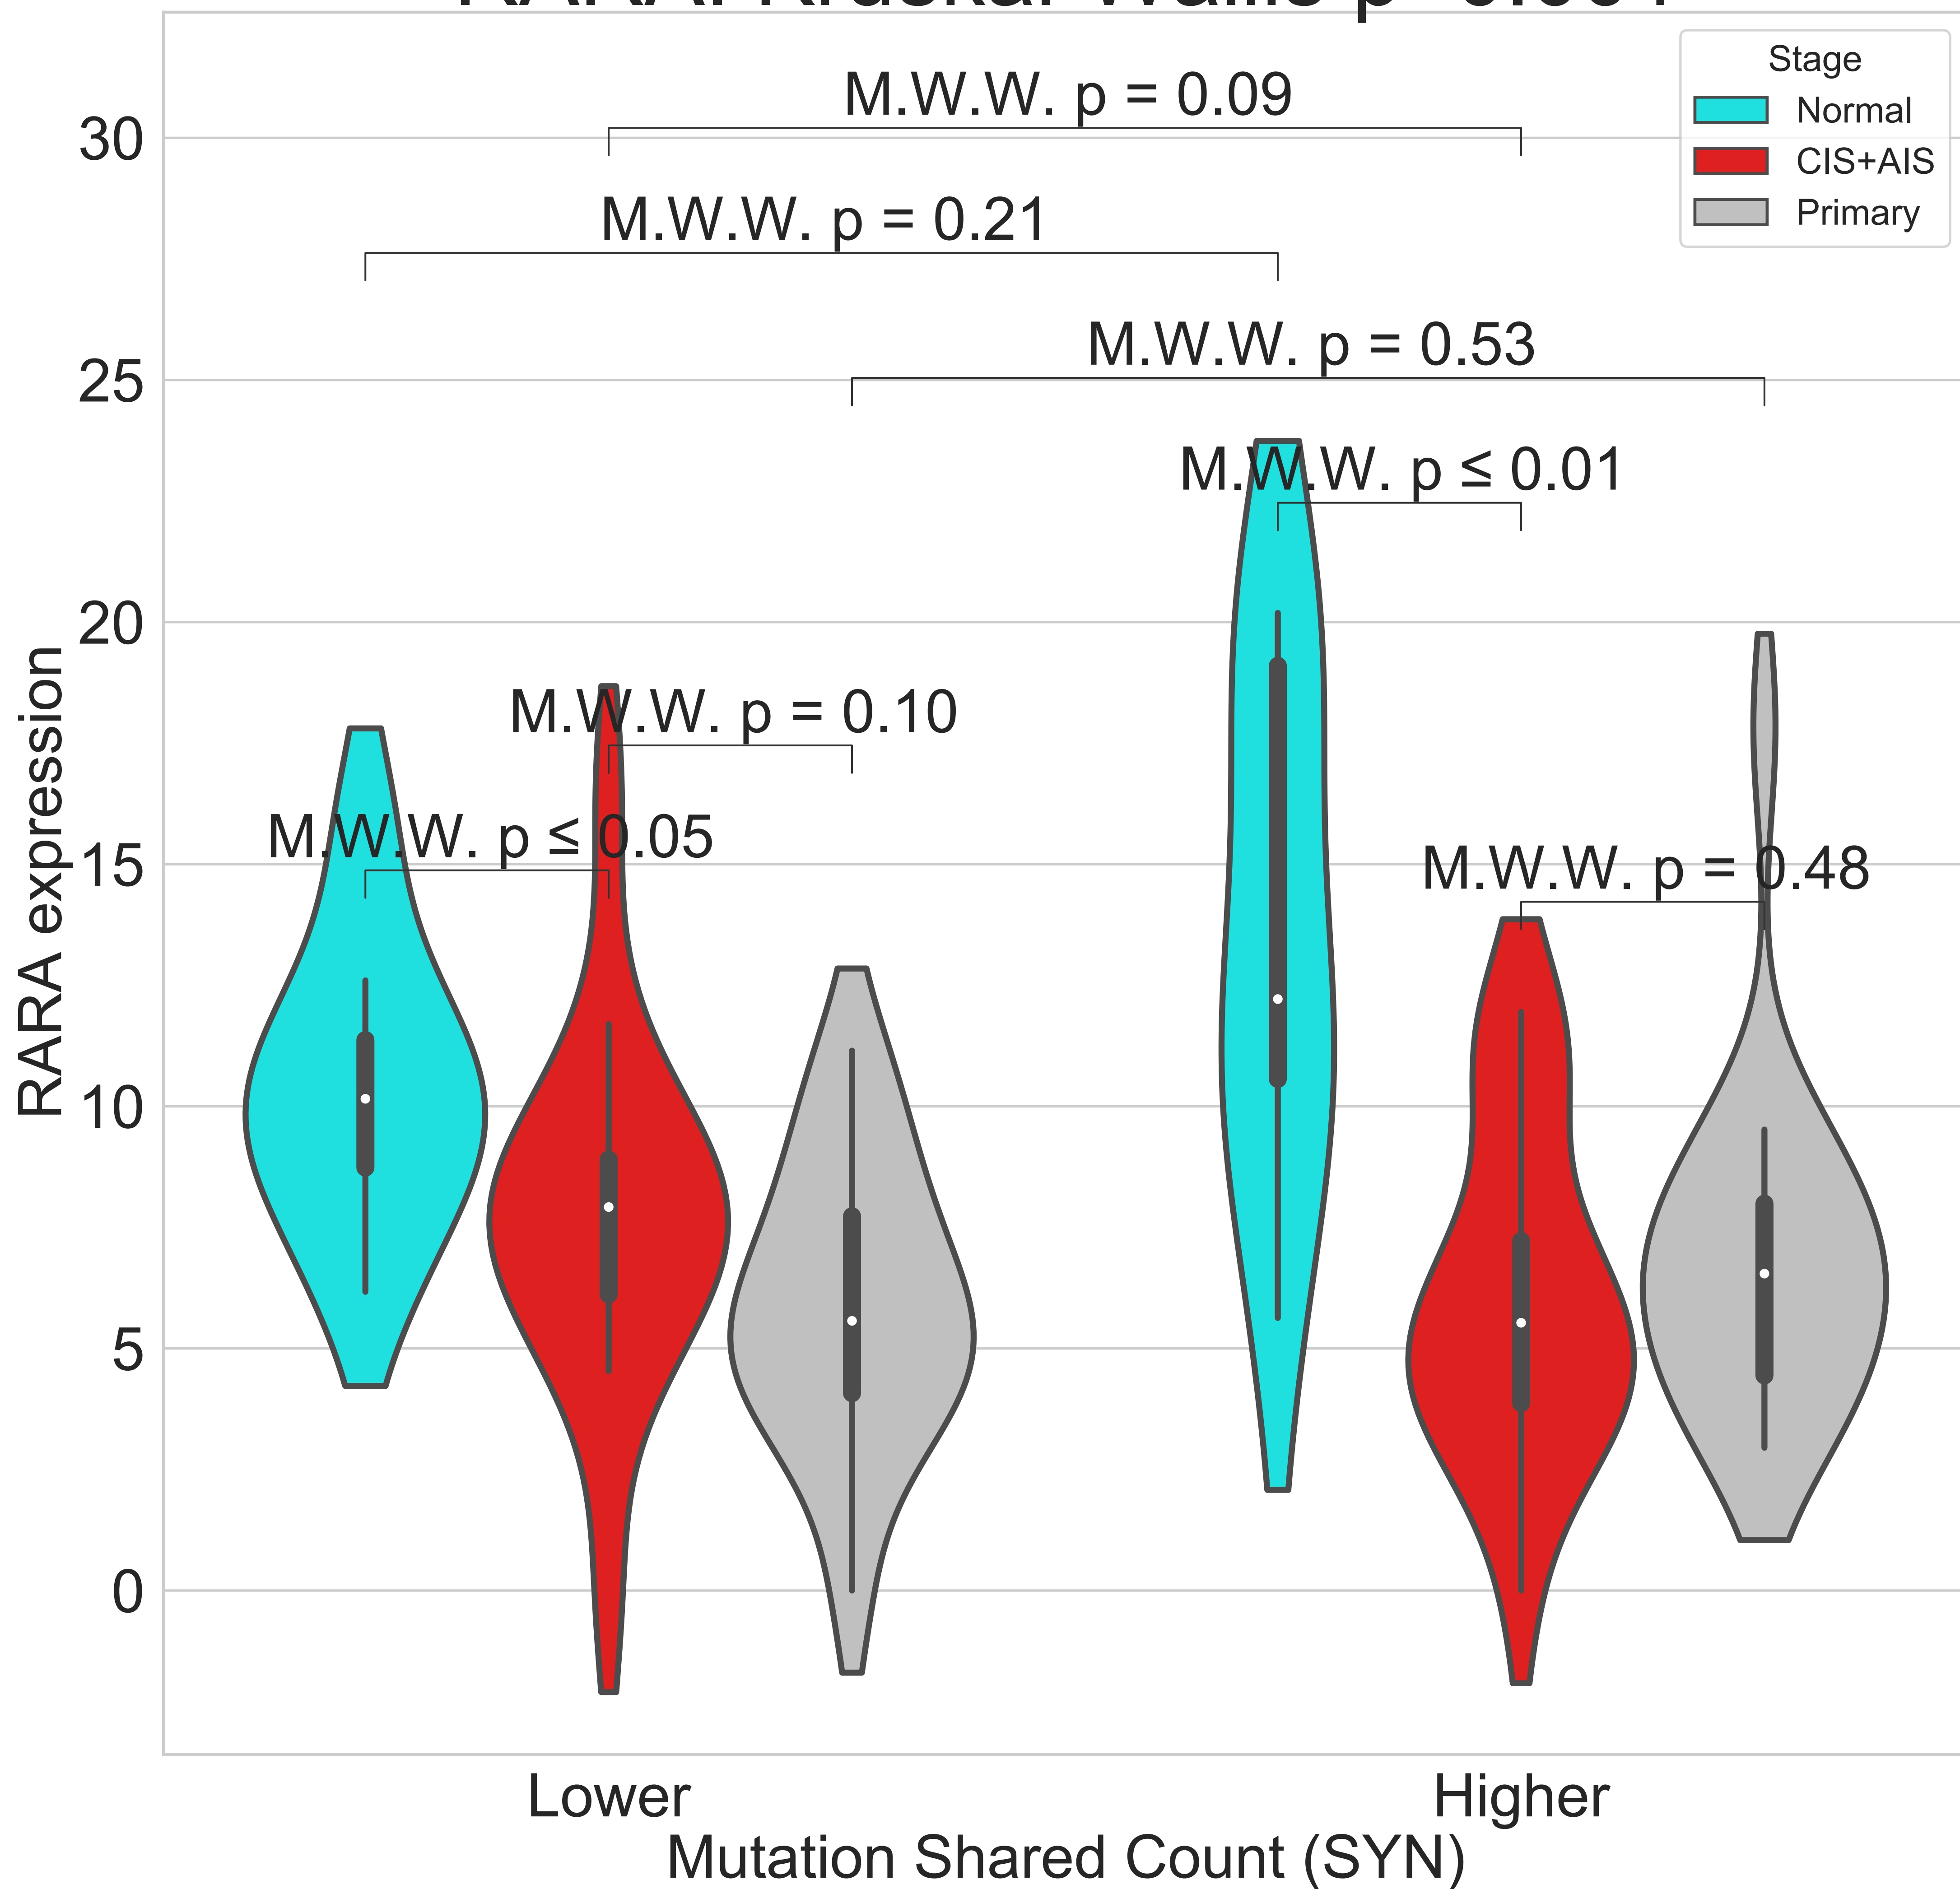 Stage
Normal
CIS+AIS
Primary
M.W.W. p = 0.09
M.W.W. p = 0.21
M.W.W. p = 0.53
M.W.W. p ≤ 0.01
M.W.W. p = 0.10
M.W.W. p ≤ 0.05
M.W.W. p = 0.48
30
25
20
15
10
5
0
RARA expression
Lower
Higher
Mutation Shared Count (SYN)